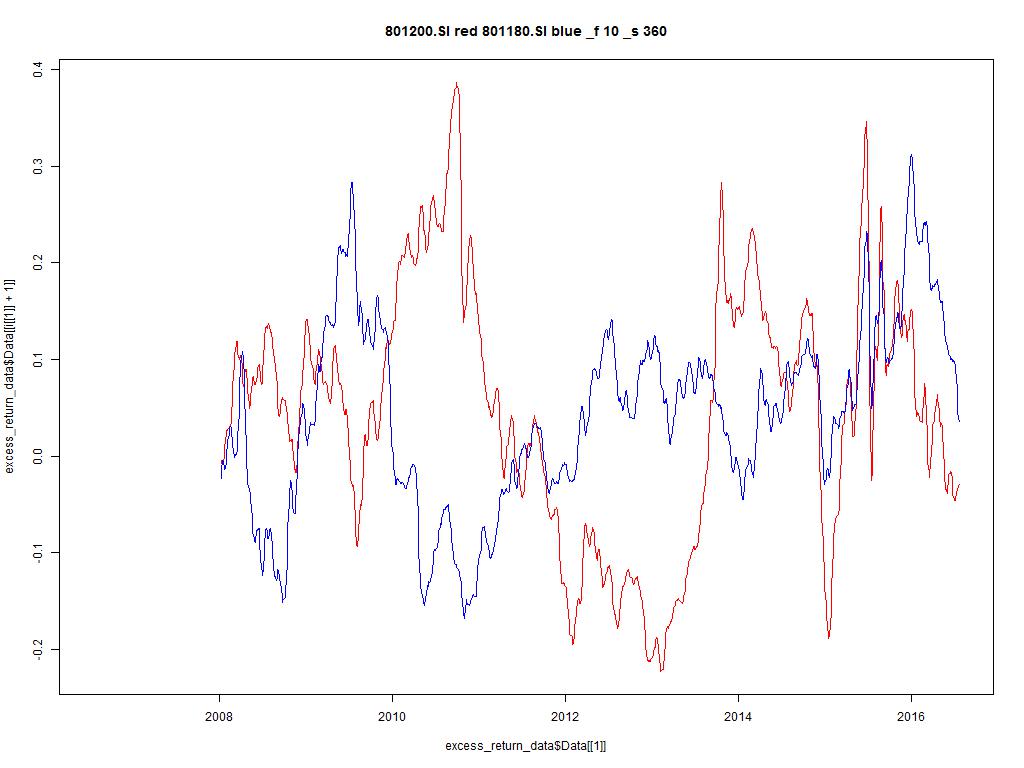 801200.SI red 801180.SI blue _f 10 _s 360
excess_return_data$Data[i[[1]] + 1]]
0.4
0.3
0.2
0.1
0.0
-0.1
-0.2
2008 2010 2012 2014 2016
excess_return_data$Data[[1]]